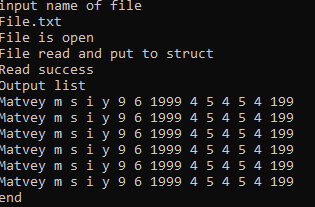 input name of file
File.txt
File is open
File read and put to struct
Read success
Output list
Matvey m s i y 9 6 1999 4 5 4 5 4 199
Matvey m s i y 9 6 1999 4 5 4 5 4 199
Matvey m s i y 9 6 1999 4 5 4 5 4 199
Matvey m s i y 9 6 1999 4 5 4 5 4 199
Matvey m s i y 9 6 1999 4 5 4 5 4 199
Matvey m s i y 9 6 1999 4 5 4 5 4 199
end